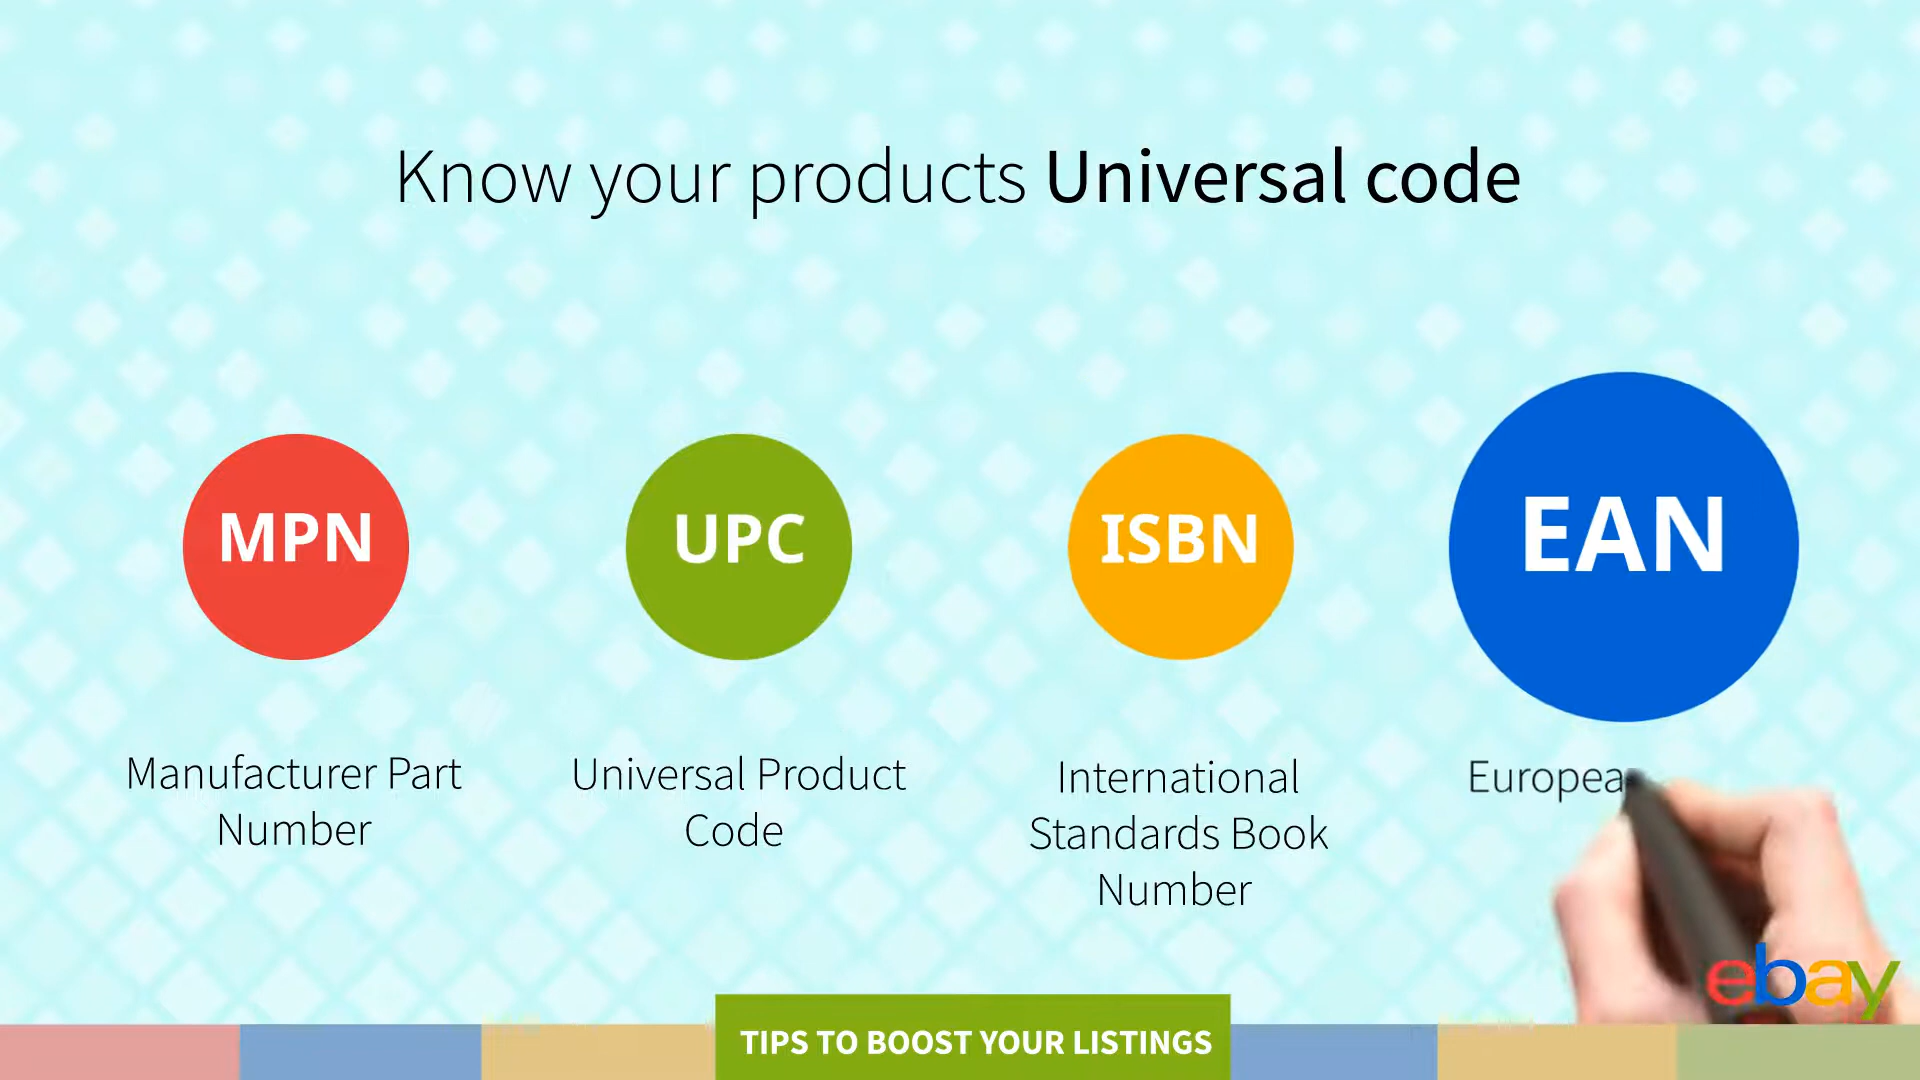 Know your products Universal code
MPN
UPC
ISBN
EAN
Manufacturer Part
Number
Universal Product
Code
International
Standards Book
Number
Europea
ebay
TIPS TO BOOST YOUR LISTINGS